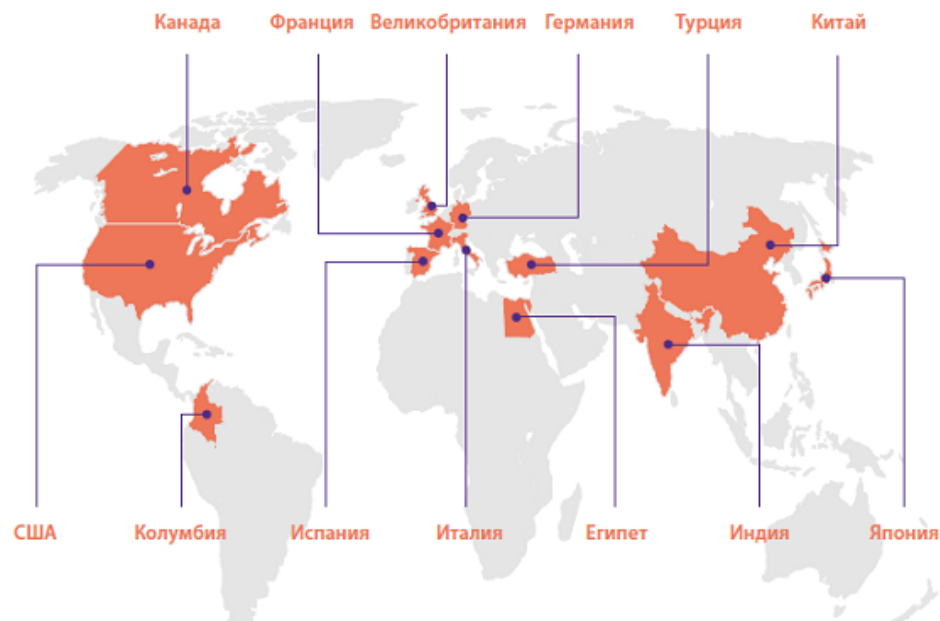 Канада Франция Великобритания Германия Турция Китай
США Колумбия Испания Италия Египет Индия Япония